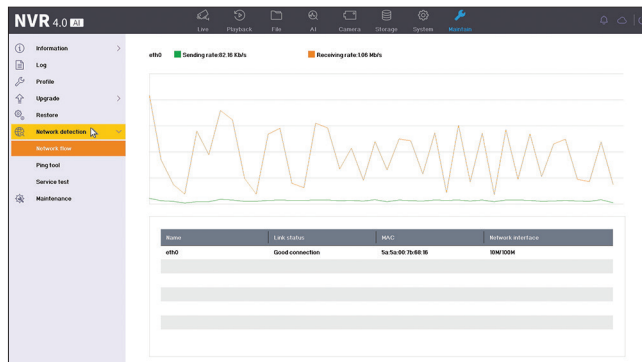 NVR 4.0 AI
Live Playback File AI Camera Storage System Maintain
Information
Log
Profile
Upgrade
Restore
Network detection
Network flow
Ping tool
Service test
Maintenance
eth0 Sending rate:82.16 Kb/s Receiving rate:1.06 Mb/s
Name Link status MAC Network interface
eth0 Good connection 5a:5a:00:7b:68:16 10M/100M